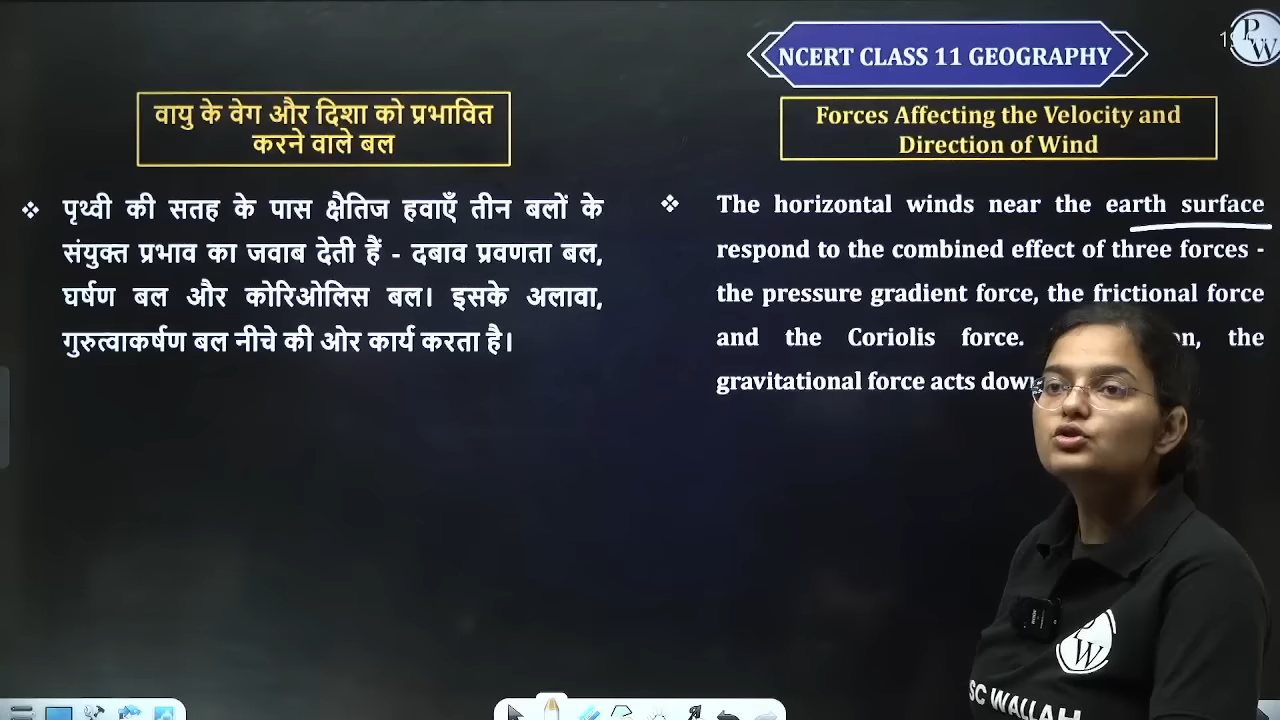 NCERT CLASS 11 GEOGRAPHY
PW
वायु के वेग और दिशा को प्रभावित
करने वाले बल
❖ पृथ्वी की सतह के पास क्षैतिज हवाएँ तीन बलों के
संयुक्त प्रभाव का जवाब देती हैं - दबाव प्रवणता बल,
घर्षण बल और कोरिओलिस बल। इसके अलावा,
गुरुत्वाकर्षण बल नीचे की ओर कार्य करता है।
Forces Affecting the Velocity and
Direction of Wind
❖ The horizontal winds near the earth surface
respond to the combined effect of three forces -
the pressure gradient force, the frictional force
and the Coriolis force. the
gravitational force acts
PW
SC WALLAH